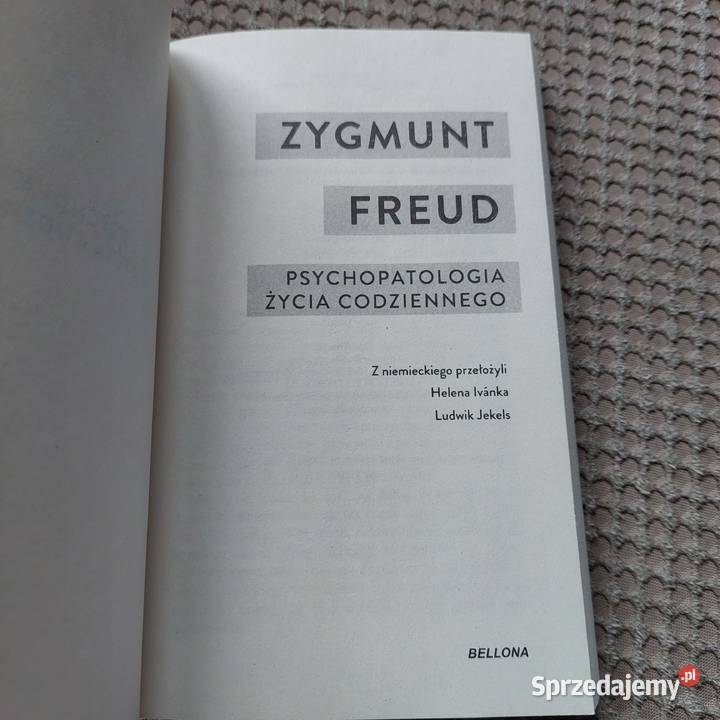 ZYGMUNT
FREUD
PSYCHOPATOLOGIA
ŻYCIA CODZIENNEGO
Z niemieckiego przełożyli
Helena Ivánka
Ludwik Jekels
BELLONA
Sprzedajemy.pl